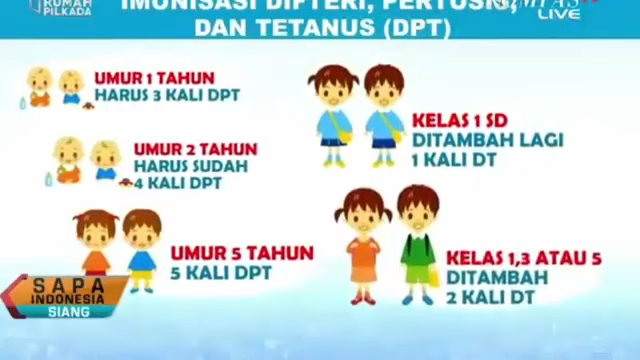 RUMAH
PILKADA
LIVE
IMUNISASI DIFTERI, PERTUSIS,
DAN TETANUS (DPT)
UMUR 1 TAHUN
HARUS 3 KALI DPT
UMUR 2 TAHUN
HARUS SUDAH
4 KALI DPT
UMUR 5 TAHUN
5 KALI DPT
KELAS 1 SD
DITAMBAH LAGI
1 KALI DT
KELAS 1,3 ATAU 5
DITAMBAH
2 KALI DT
SAPA
INDONESIA
SIANG